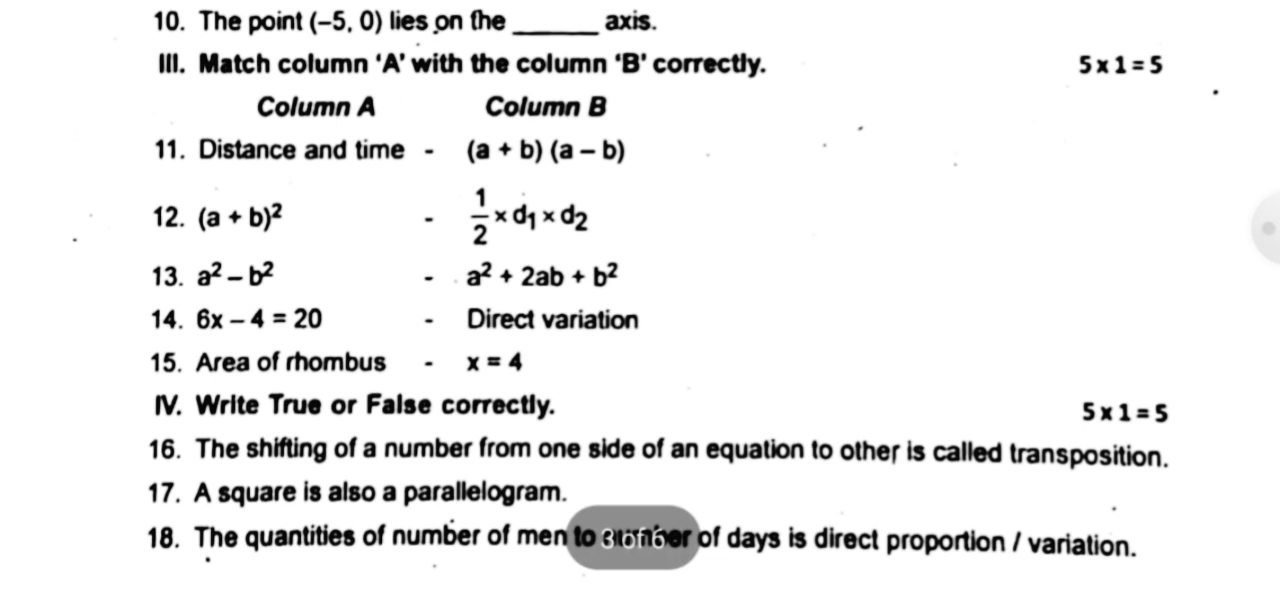 10. The point (–5, 0) lies on the ______ axis.
III. Match column ‘A’ with the column ‘B’ correctly. 5 x 1 = 5
Column A Column B
11. Distance and time - (a + b) (a – b)
12. (a + b)² - 1/2 × d₁ × d₂
13. a² – b² - a² + 2ab + b²
14. 6x – 4 = 20 - Direct variation
15. Area of rhombus - x = 4
IV. Write True or False correctly. 5 x 1 = 5
16. The shifting of a number from one side of an equation to other is called transposition.
17. A square is also a parallelogram.
18. The quantities of number of men to number of days is direct proportion / variation.
3 of 6